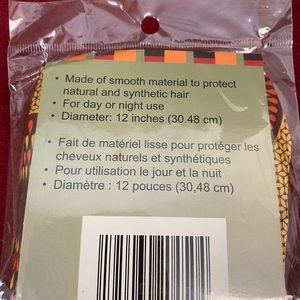 • Made of smooth material to protect
natural and synthetic hair
• For day or night use
• Diameter: 12 inches (30.48 cm)
• Fait de matériel lisse pour protéger les
cheveux naturels et synthétiques
• Pour utilisation le jour et la nuit
• Diamètre : 12 pouces (30,48 cm)